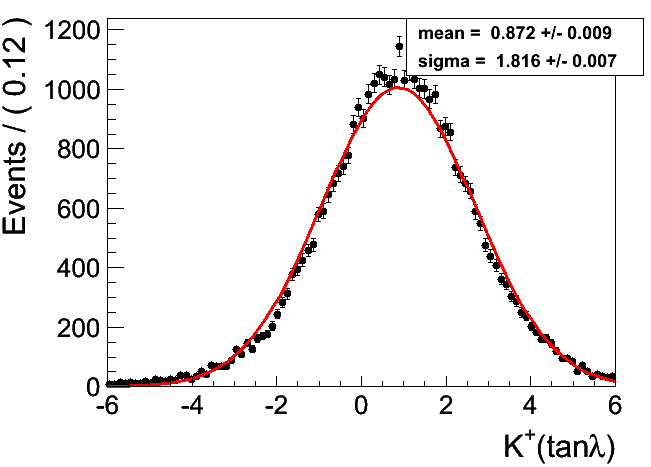 mean = 0.872 +/- 0.009
sigma = 1.816 +/- 0.007
Events / ( 0.12 )
1200
1000
800
600
400
200
0
-6 -4 -2 0 2 4 6
K⁺(tanλ)